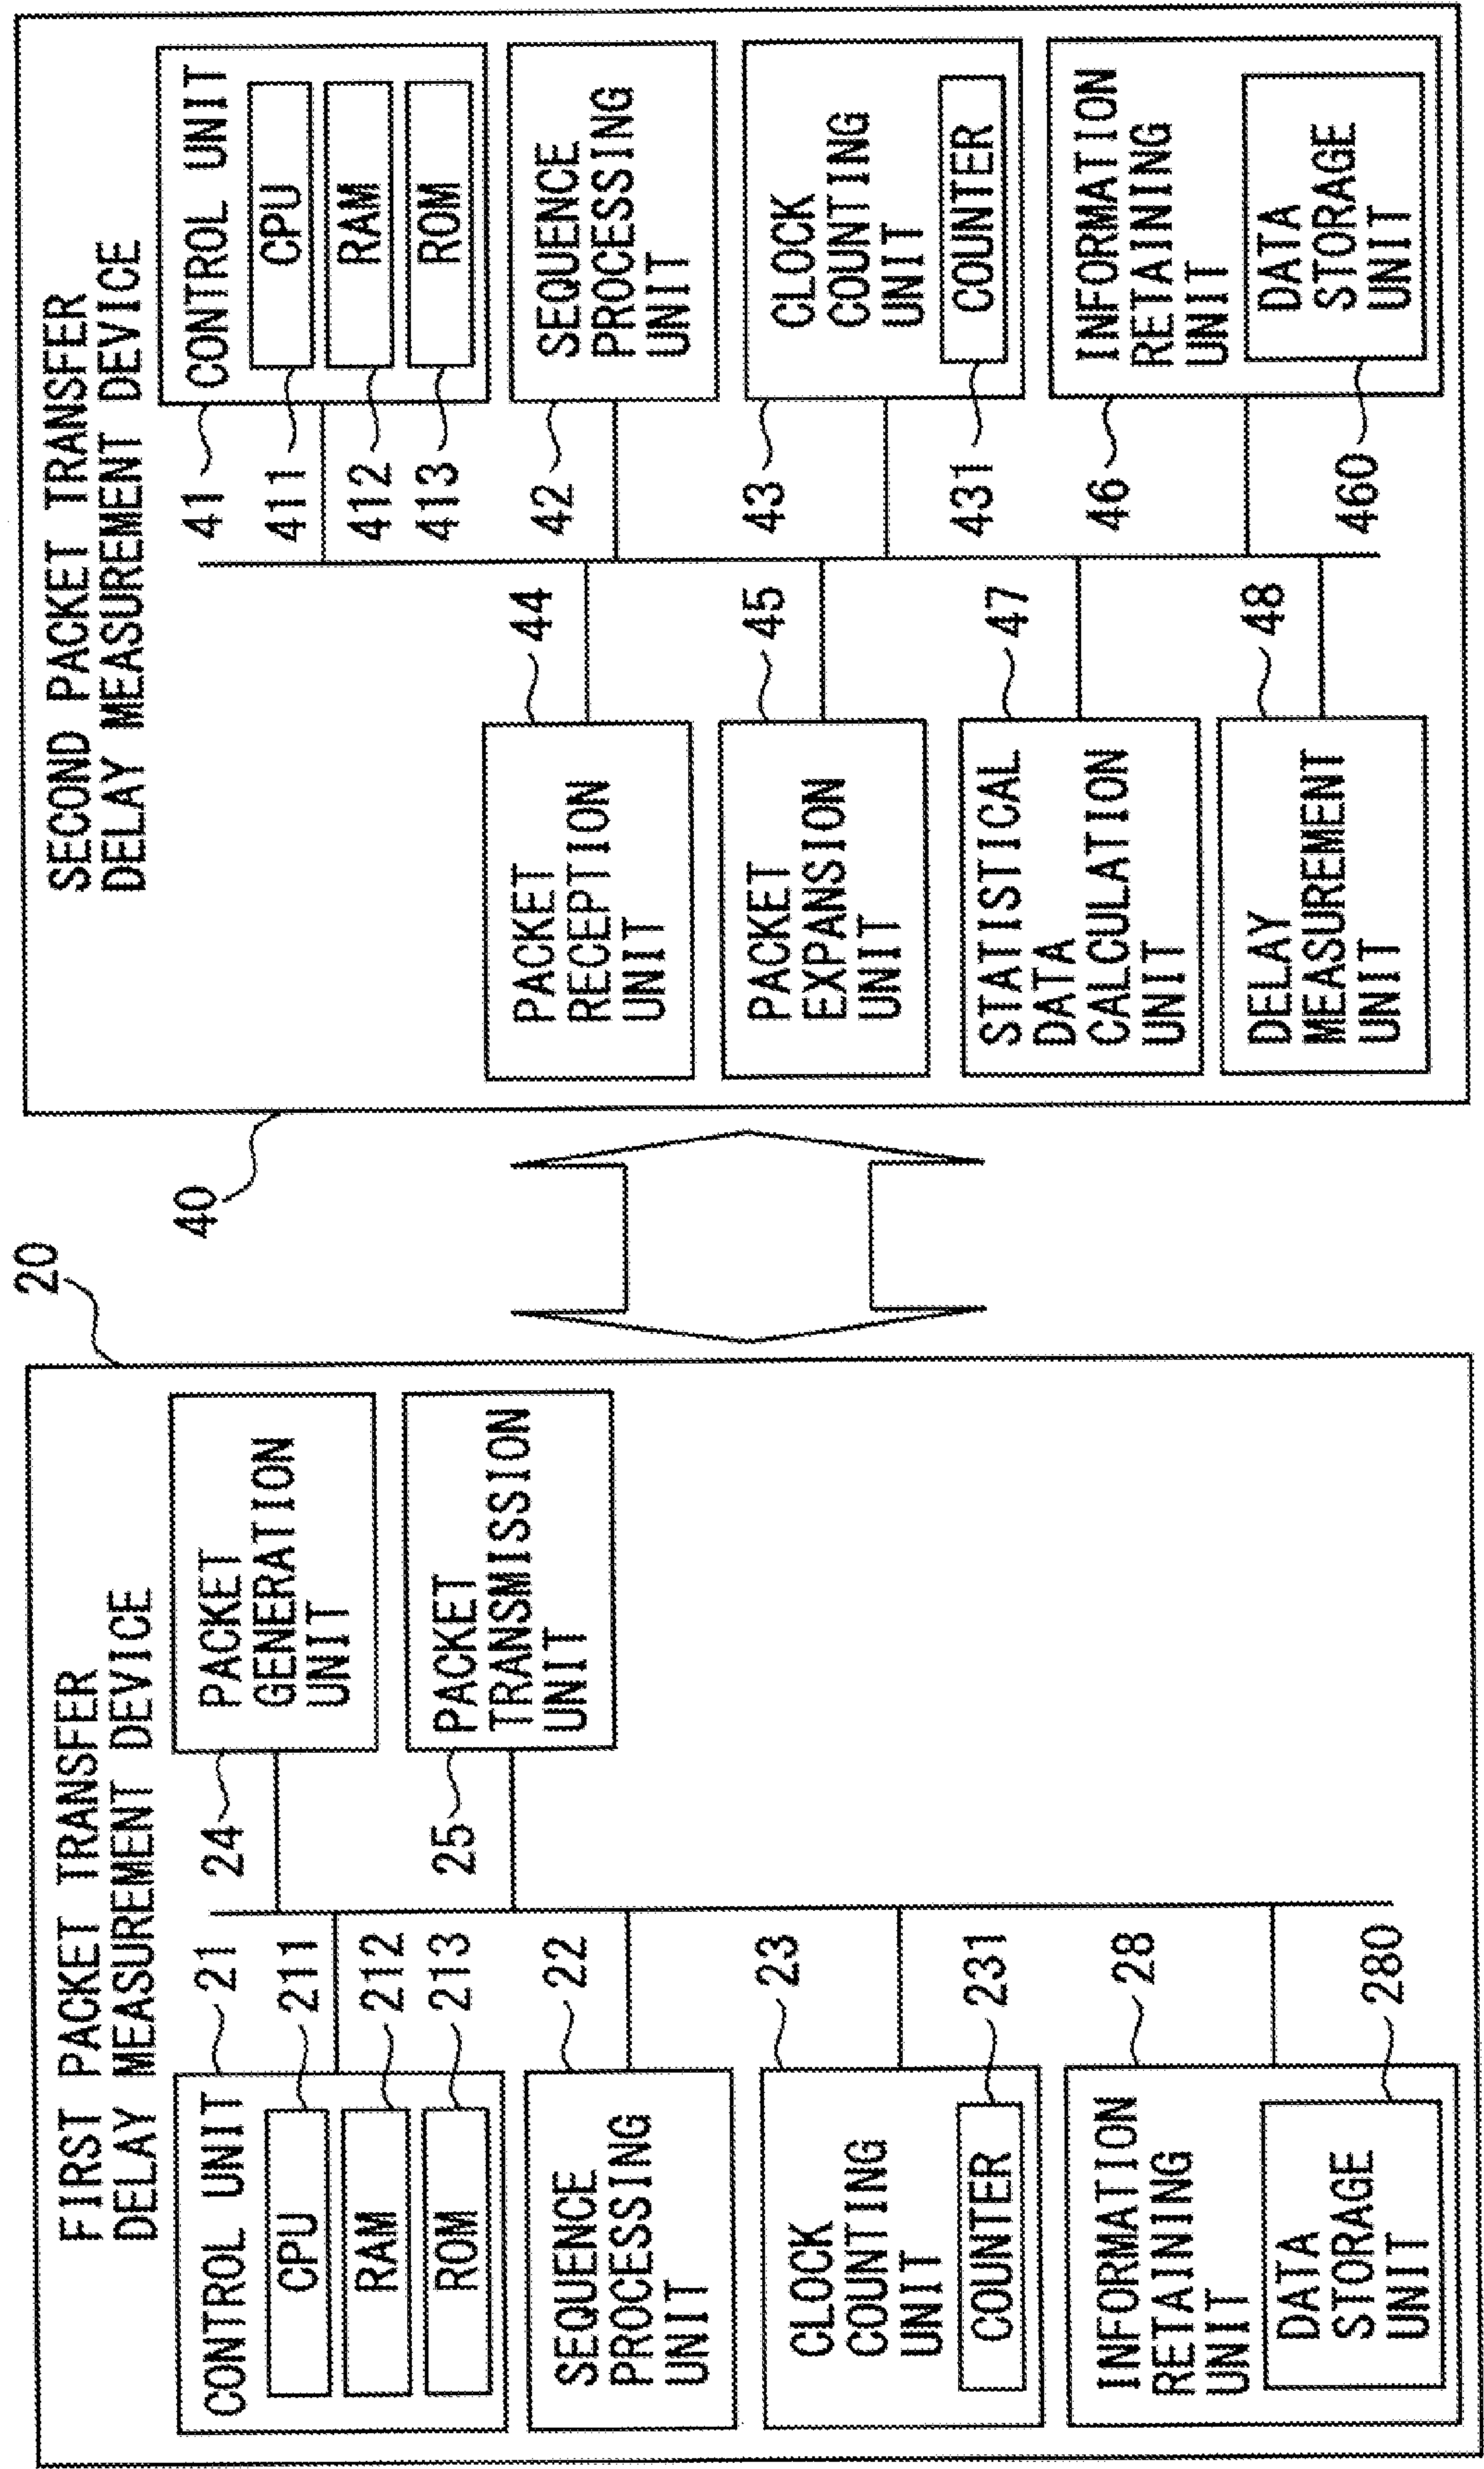 FIRST PACKET TRANSFER
DELAY MEASUREMENT DEVICE
20
CONTROL UNIT
21
CPU
211
RAM
212
ROM
213
SEQUENCE
PROCESSING
UNIT
22
CLOCK
COUNTING
UNIT
23
COUNTER
231
INFORMATION
RETAINING
UNIT
28
DATA
STORAGE
UNIT
280
24
PACKET
GENERATION
UNIT
25
PACKET
TRANSMISSION
UNIT
SECOND PACKET TRANSFER
DELAY MEASUREMENT DEVICE
40
PACKET
RECEPTION
UNIT
44
PACKET
EXPANSION
UNIT
45
STATISTICAL
DATA
CALCULATION
UNIT
47
DELAY
MEASUREMENT
UNIT
48
41
CONTROL UNIT
411
CPU
412
RAM
413
ROM
42
SEQUENCE
PROCESSING
UNIT
43
CLOCK
COUNTING
UNIT
431
COUNTER
46
INFORMATION
RETAINING
UNIT
460
DATA
STORAGE
UNIT